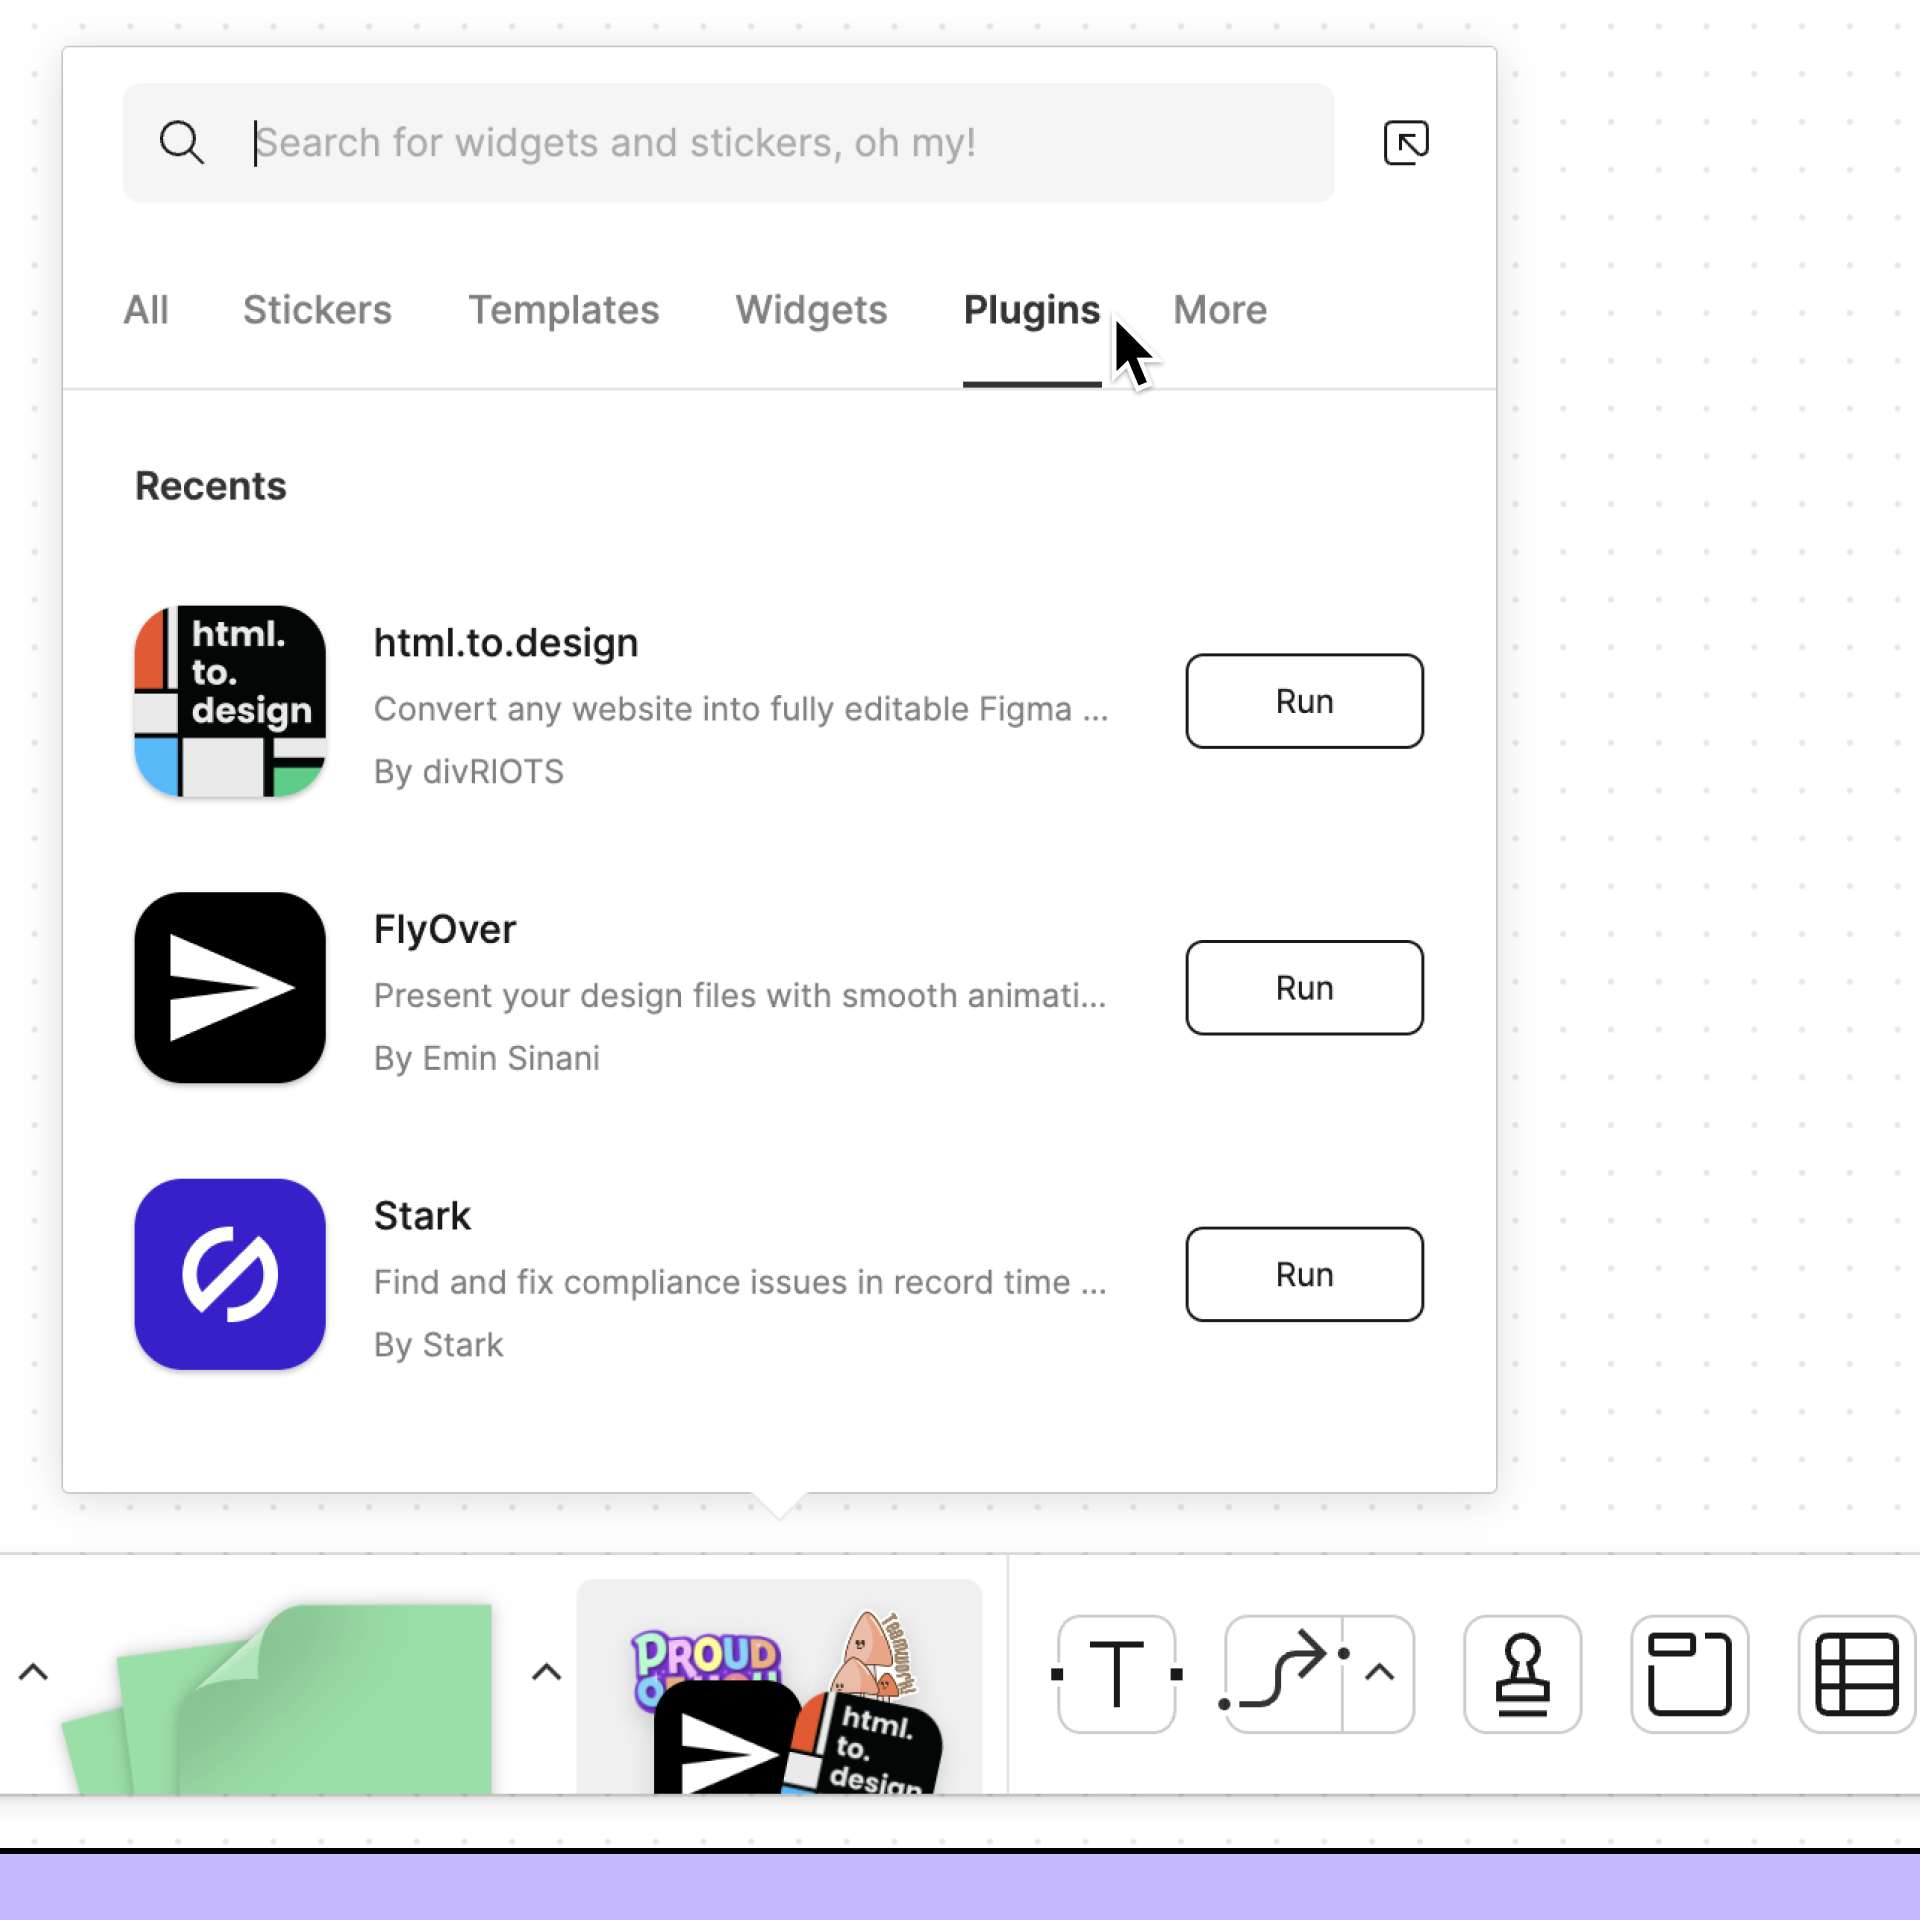 Search for widgets and stickers, oh my!
All Stickers Templates Widgets Plugins More
Recents
html.
to.
design
html.to.design
Convert any website into fully editable Figma ...
By divRIOTS
Run
FlyOver
Present your design files with smooth animati...
By Emin Sinani
Run
Stark
Find and fix compliance issues in record time ...
By Stark
Run
PROUD
Teamwork!
html.
to.
design
T